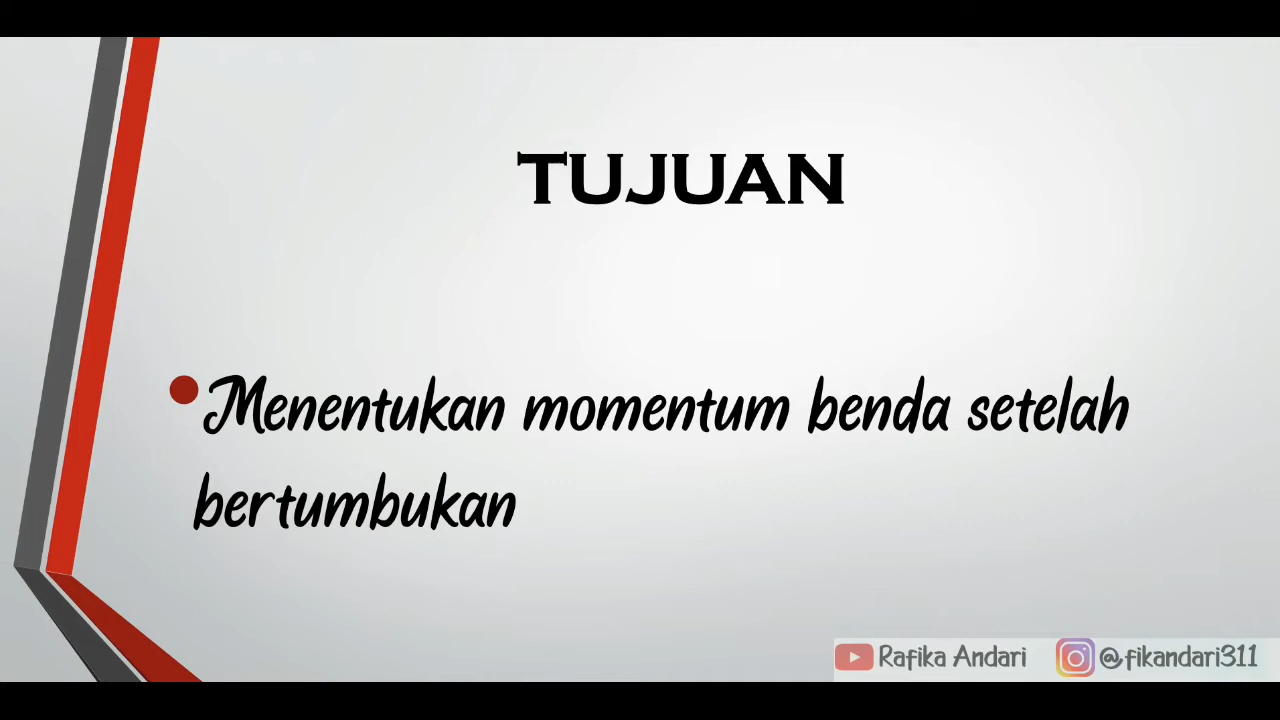 TUJUAN
•Menentukan momentum benda setelah
bertumbukan
Rafika Andari @fikandari311